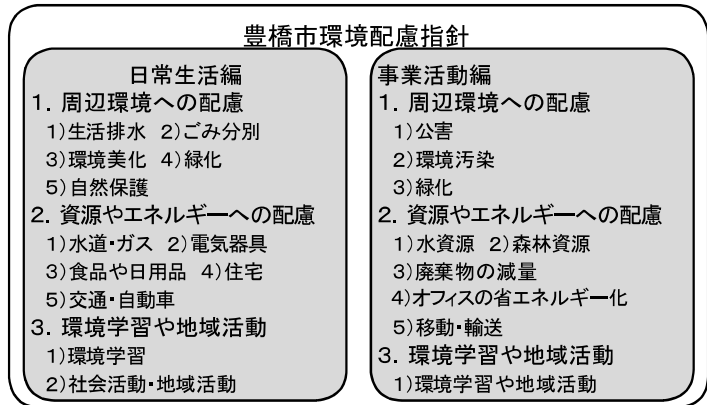 豊橋市環境配慮指針
日常生活編
1. 周辺環境への配慮
1)生活排水 2)ごみ分別
3)環境美化 4)緑化
5)自然保護
2. 資源やエネルギーへの配慮
1)水道・ガス 2)電気器具
3)食品や日用品 4)住宅
5)交通・自動車
3. 環境学習や地域活動
1)環境学習
2)社会活動・地域活動
事業活動編
1. 周辺環境への配慮
1)公害
2)環境汚染
3)緑化
2. 資源やエネルギーへの配慮
1)水資源 2)森林資源
3)廃棄物の減量
4)オフィスの省エネルギー化
5)移動・輸送
3. 環境学習や地域活動
1)環境学習や地域活動